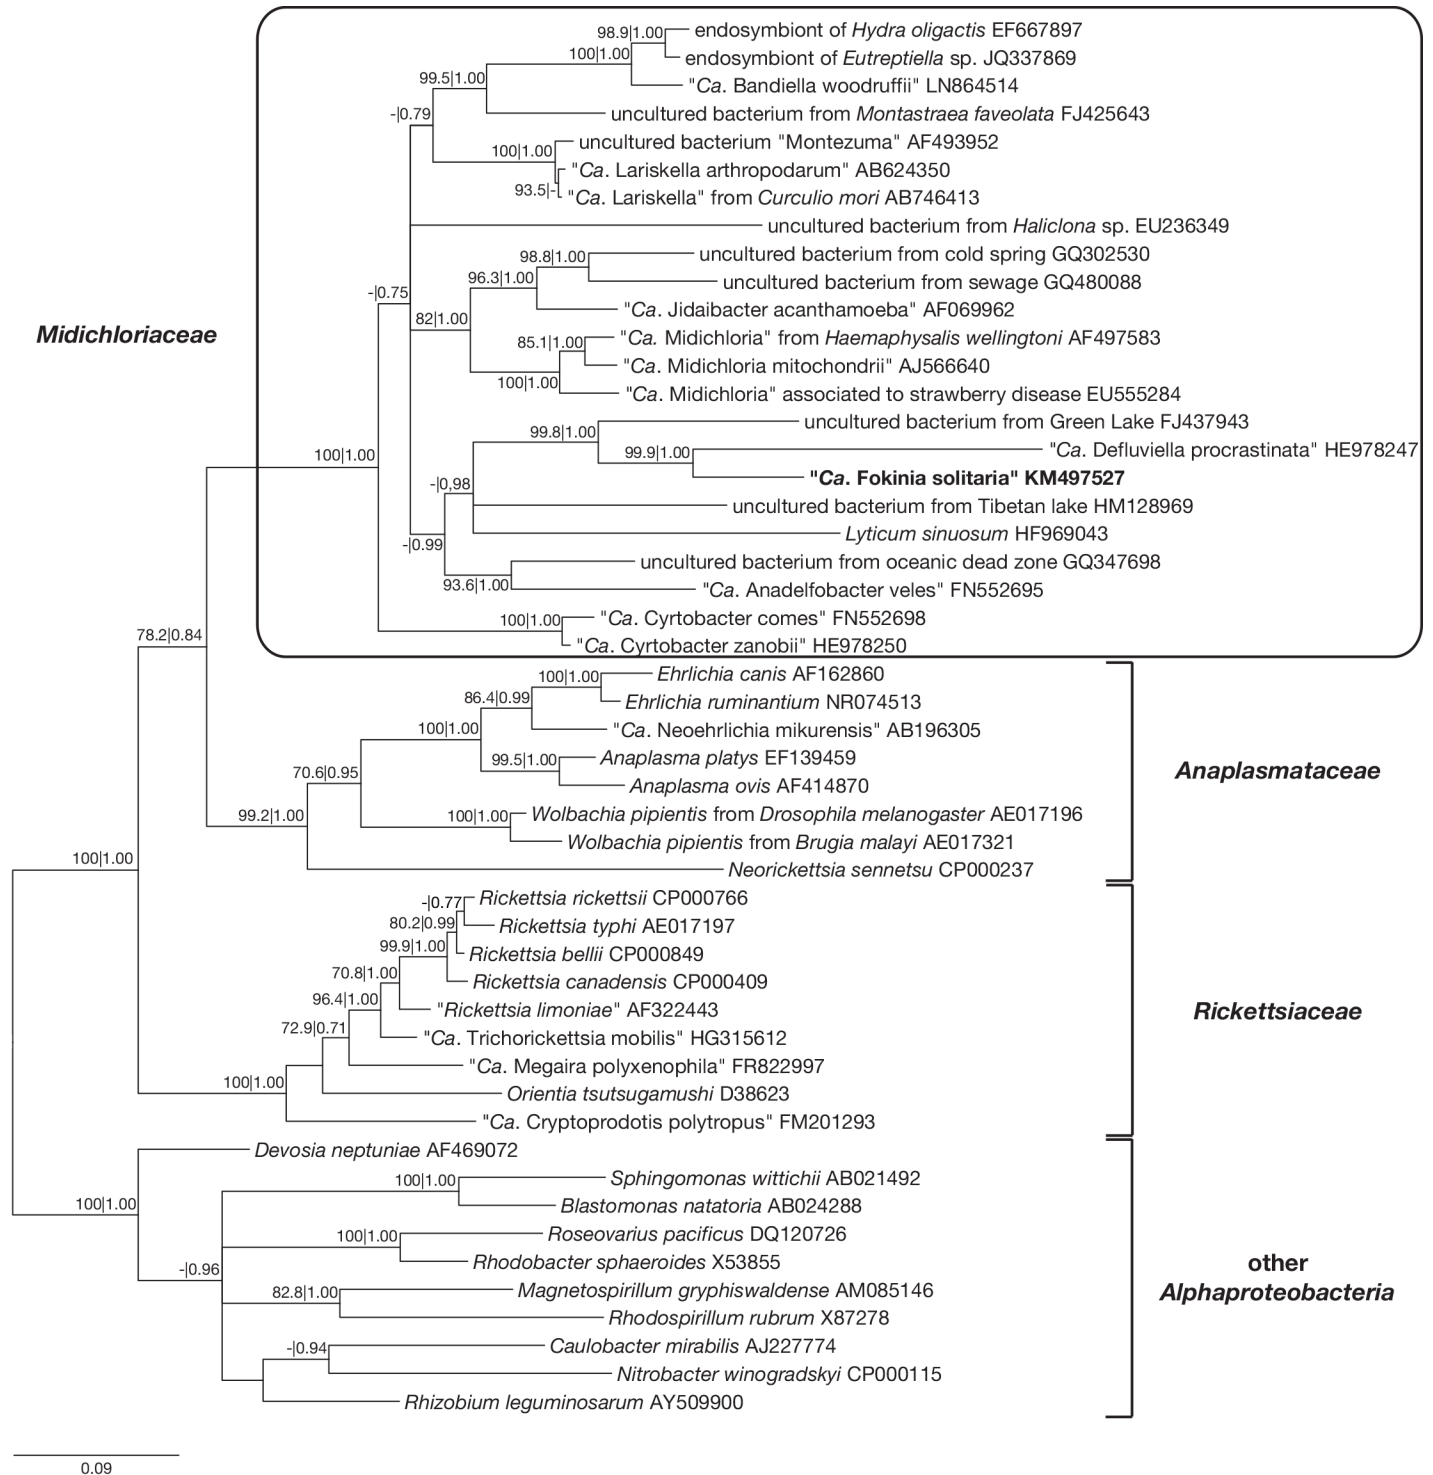 98.9|1.00
endosymbiont of Hydra oligactis EF667897
100|1.00
endosymbiont of Eutreptiella sp. JQ337869
99.5|1.00
"Ca. Bandiella woodruffii" LN864514
-|0.79
uncultured bacterium from Montastraea faveolata FJ425643
100|1.00
uncultured bacterium "Montezuma" AF493952
"Ca. Lariskella arthropodarum" AB624350
93.5|-
"Ca. Lariskella" from Curculio mori AB746413
uncultured bacterium from Haliclona sp. EU236349
98.8|1.00
uncultured bacterium from cold spring GQ302530
96.3|1.00
uncultured bacterium from sewage GQ480088
-|0.75
82|1.00
"Ca. Jidaibacter acanthamoeba" AF069962
Midichloriaceae
85.1|1.00
"Ca. Midichloria" from Haemaphysalis wellingtoni AF497583
"Ca. Midichloria mitochondrii" AJ566640
100|1.00
"Ca. Midichloria" associated to strawberry disease EU555284
99.8|1.00
uncultured bacterium from Green Lake FJ437943
100|1.00
99.9|1.00
"Ca. Defluviella procrastinata" HE978247
-|0,98
"Ca. Fokinia solitaria" KM497527
uncultured bacterium from Tibetan lake HM128969
Lyticum sinuosum HF969043
-|0.99
uncultured bacterium from oceanic dead zone GQ347698
93.6|1.00
"Ca. Anadelfobacter veles" FN552695
100|1.00
"Ca. Cyrtobacter comes" FN552698
78.2|0.84
"Ca. Cyrtobacter zanobii" HE978250
100|1.00
Ehrlichia canis AF162860
86.4|0.99
Ehrlichia ruminantium NR074513
100|1.00
"Ca. Neoehrlichia mikurensis" AB196305
99.5|1.00
Anaplasma platys EF139459
70.6|0.95
Anaplasmataceae
Anaplasma ovis AF414870
99.2|1.00
100|1.00
Wolbachia pipientis from Drosophila melanogaster AE017196
Wolbachia pipientis from Brugia malayi AE017321
100|1.00
Neorickettsia sennetsu CP000237
-|0.77
Rickettsia rickettsii CP000766
80.2|0.99
Rickettsia typhi AE017197
99.9|1.00
Rickettsia bellii CP000849
70.8|1.00
Rickettsia canadensis CP000409
96.4|1.00
"Rickettsia limoniae" AF322443
Rickettsiaceae
72.9|0.71
"Ca. Trichorickettsia mobilis" HG315612
"Ca. Megaira polyxenophila" FR822997
100|1.00
Orientia tsutsugamushi D38623
"Ca. Cryptoprodotis polytropus" FM201293
Devosia neptuniae AF469072
100|1.00
Sphingomonas wittichii AB021492
100|1.00
Blastomonas natatoria AB024288
100|1.00
Roseovarius pacificus DQ120726
-|0.96
Rhodobacter sphaeroides X53855
other
Alphaproteobacteria
82.8|1.00
Magnetospirillum gryphiswaldense AM085146
Rhodospirillum rubrum X87278
-|0.94
Caulobacter mirabilis AJ227774
Nitrobacter winogradskyi CP000115
Rhizobium leguminosarum AY509900
0.09